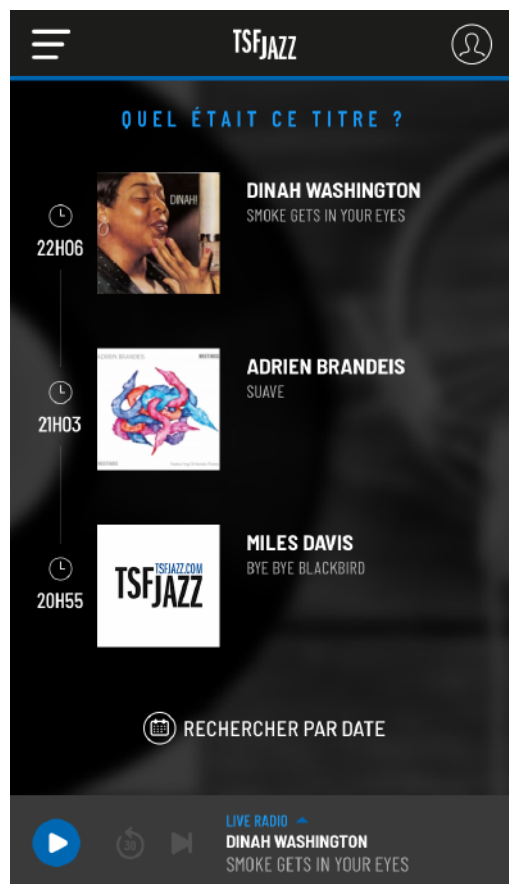 TSFJAZZ
QUEL ÉTAIT CE TITRE ?
22H06
DINAH!
DINAH WASHINGTON
SMOKE GETS IN YOUR EYES
21H03
ADRIEN BRANDEIS
MEETINGS
ADRIEN BRANDEIS
SUAVE
20H55
TSFJAZZ.COM
TSFJAZZ
MILES DAVIS
BYE BYE BLACKBIRD
RECHERCHER PAR DATE
30
LIVE RADIO
DINAH WASHINGTON
SMOKE GETS IN YOUR EYES